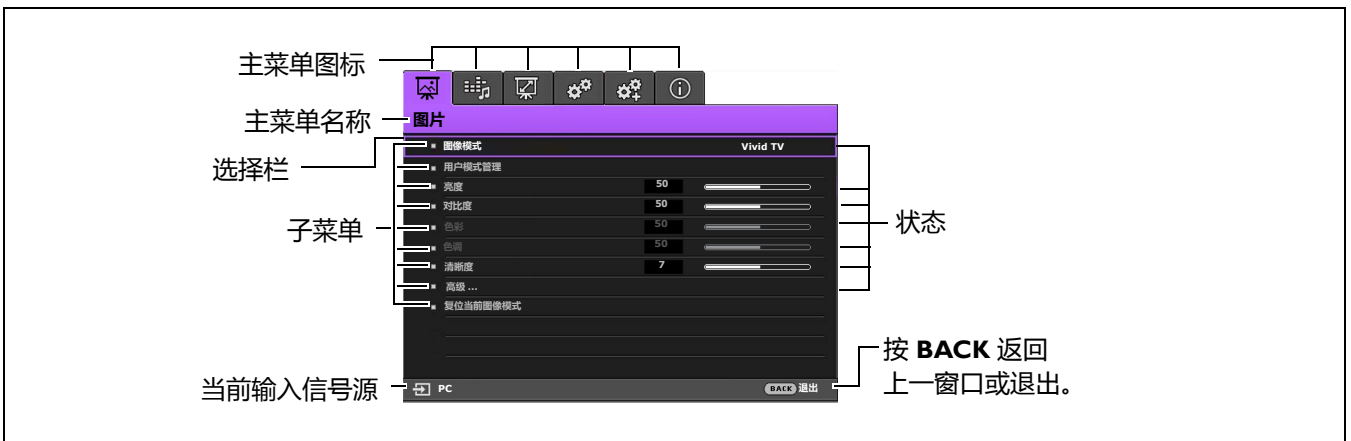 主菜单图标
主菜单名称
图片
选择栏
图像模式 Vivid TV
用户模式管理
亮度 50
对比度 50
子菜单
色彩 50
状态
色调 50
清晰度 7
高级 ...
复位当前图像模式
按 BACK 返回
上一窗口或退出。
当前输入信号源
PC
BACK 退出